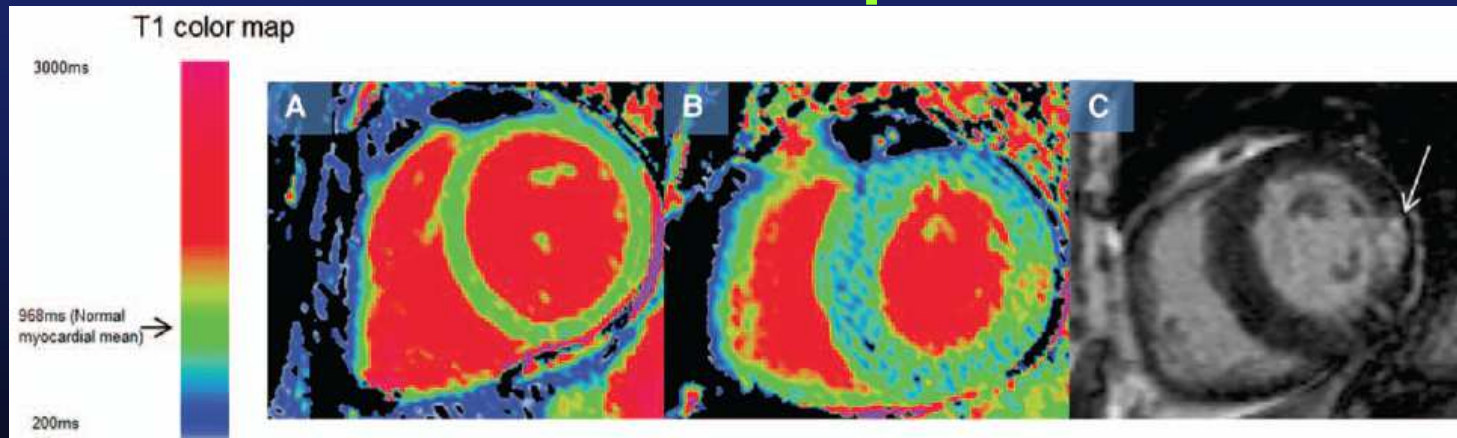 T1 color map
3000ms
968ms (Normal
myocardial mean)
200ms
A
B
C